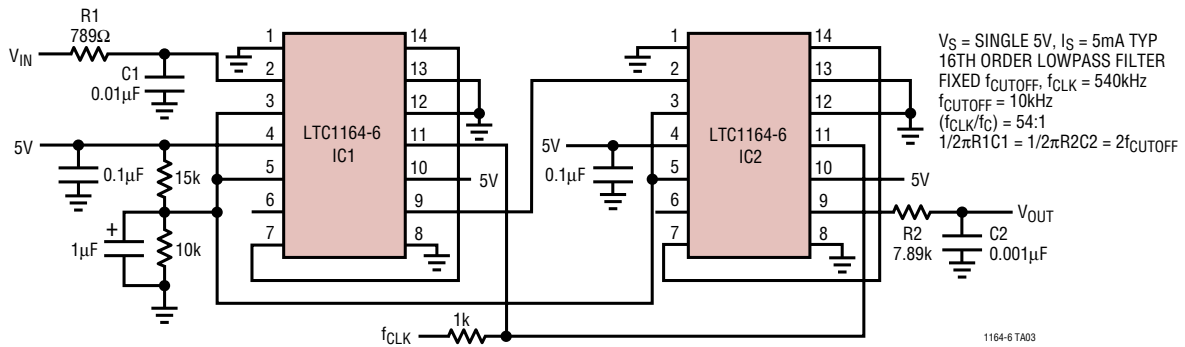 R1
789Ω
V_IN
C1
0.01µF
5V
0.1µF
15k
+
1µF
10k
1
2
3
4
5
6
7
LTC1164-6
IC1
14
13
12
11
10
9
8
5V
f_CLK
1k
5V
0.1µF
1
2
3
4
5
6
7
LTC1164-6
IC2
14
13
12
11
10
9
8
5V
R2
7.89k
V_OUT
C2
0.001µF
V_S = SINGLE 5V, I_S = 5mA TYP
16TH ORDER LOWPASS FILTER
FIXED f_CUTOFF, f_CLK = 540kHz
f_CUTOFF = 10kHz
(f_CLK/f_C) = 54:1
1/2πR1C1 = 1/2πR2C2 = 2f_CUTOFF
1164-6 TA03